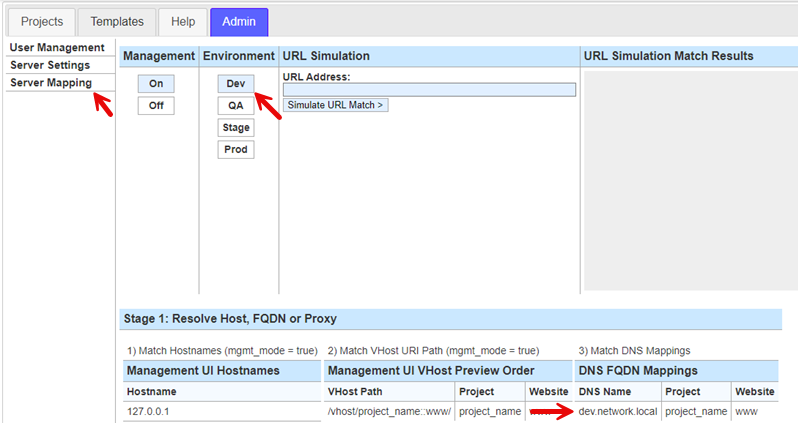 Projects Templates Help Admin
User Management
Server Settings
Server Mapping
Management Environment URL Simulation URL Simulation Match Results
URL Address:
On Dev
Simulate URL Match >
Off QA
Stage
Prod
Stage 1: Resolve Host, FQDN or Proxy
1) Match Hostnames (mgmt_mode = true) 2) Match VHost URI Path (mgmt_mode = true) 3) Match DNS Mappings
Management UI Hostnames Management UI VHost Preview Order DNS FQDN Mappings
Hostname VHost Path Project Website DNS Name Project Website
127.0.0.1 /vhost/project_name::www/ project_name www dev.network.local project_name www